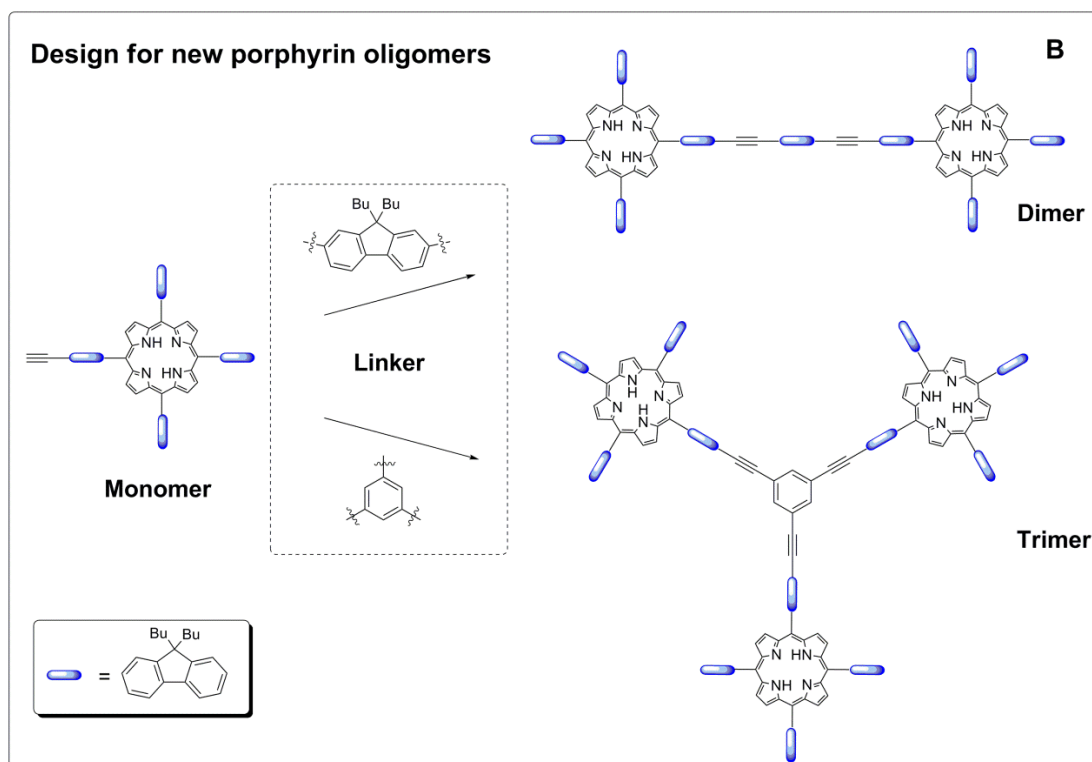 Design for new porphyrin oligomers
B
NH N
N HN
NH N
N HN
Dimer
Bu Bu
Linker
NH N
N HN
Monomer
N
H
N
H
N
N
N
NH
HN
N
Trimer
N HN
NH N
Bu Bu
=